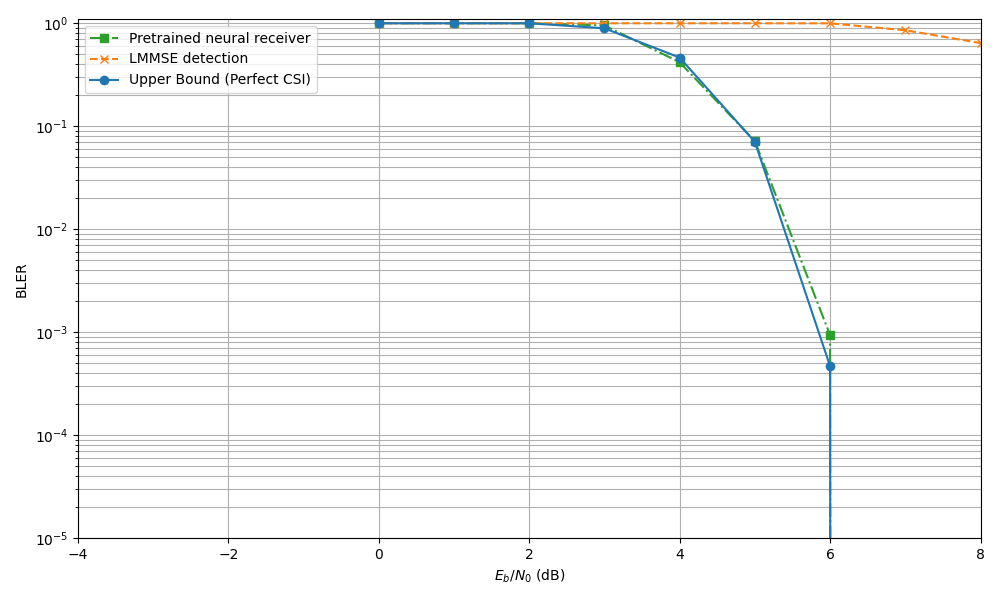 10⁰
10⁻¹
10⁻²
10⁻³
10⁻⁴
10⁻⁵
BLER
Pretrained neural receiver
LMMSE detection
Upper Bound (Perfect CSI)
−4 −2 0 2 4 6 8
E_b/N_0 (dB)